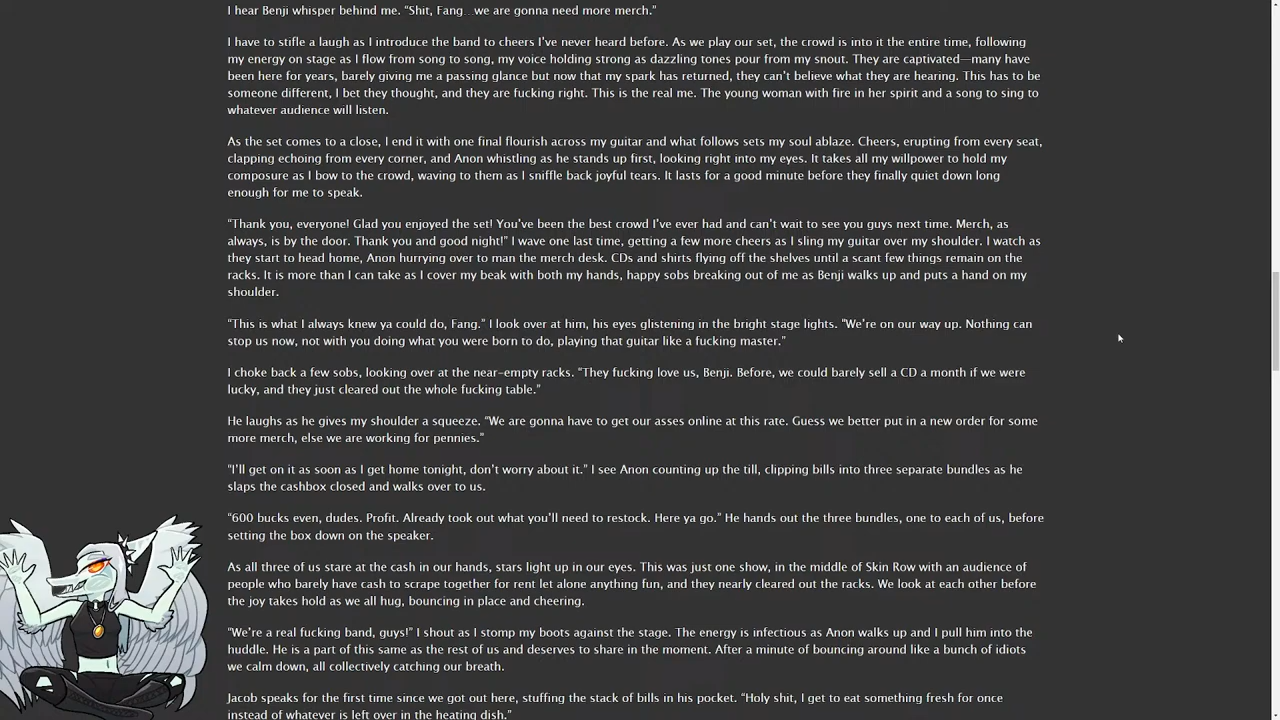 I hear Benji whisper behind me. “Shit, Fang…we are gonna need more merch.”
I have to stifle a laugh as I introduce the band to cheers I’ve never heard before. As we play our set, the crowd is into it the entire time, following
my energy on stage as I flow from song to song, my voice holding strong as dazzling tones pour from my snout. They are captivated—many have
been here for years, barely giving me a passing glance but now that my spark has returned, they can’t believe what they are hearing. This has to be
someone different, I bet they thought, and they are fucking right. This is the real me. The young woman with fire in her spirit and a song to sing to
whatever audience will listen.
As the set comes to a close, I end it with one final flourish across my guitar and what follows sets my soul ablaze. Cheers, erupting from every seat,
clapping echoing from every corner, and Anon whistling as he stands up first, looking right into my eyes. It takes all my willpower to hold my
composure as I bow to the crowd, waving to them as I sniffle back joyful tears. It lasts for a good minute before they finally quiet down long
enough for me to speak.
“Thank you, everyone! Glad you enjoyed the set! You’ve been the best crowd I’ve ever had and can’t wait to see you guys next time. Merch, as
always, is by the door. Thank you and good night!” I wave one last time, getting a few more cheers as I sling my guitar over my shoulder. I watch as
they start to head home, Anon hurrying over to man the merch desk. CDs and shirts flying off the shelves until a scant few things remain on the
racks. It is more than I can take as I cover my beak with both my hands, happy sobs breaking out of me as Benji walks up and puts a hand on my
shoulder.
“This is what I always knew ya could do, Fang.” I look over at him, his eyes glistening in the bright stage lights. “We’re on our way up. Nothing can
stop us now, not with you doing what you were born to do, playing that guitar like a fucking master.”
I choke back a few sobs, looking over at the near-empty racks. “They fucking love us, Benji. Before, we could barely sell a CD a month if we were
lucky, and they just cleared out the whole fucking table.”
He laughs as he gives my shoulder a squeeze. “We are gonna have to get our asses online at this rate. Guess we better put in a new order for some
more merch, else we are working for pennies.”
“I’ll get on it as soon as I get home tonight, don’t worry about it.” I see Anon counting up the till, clipping bills into three separate bundles as he
slaps the cashbox closed and walks over to us.
“600 bucks even, dudes. Profit. Already took out what you’ll need to restock. Here ya go.” He hands out the three bundles, one to each of us, before
setting the box down on the speaker.
As all three of us stare at the cash in our hands, stars light up in our eyes. This was just one show, in the middle of Skin Row with an audience of
people who barely have cash to scrape together for rent let alone anything fun, and they nearly cleared out the racks. We look at each other before
the joy takes hold as we all hug, bouncing in place and cheering.
“We’re a real fucking band, guys!” I shout as I stomp my boots against the stage. The energy is infectious as Anon walks up and I pull him into the
huddle. He is a part of this same as the rest of us and deserves to share in the moment. After a minute of bouncing around like a bunch of idiots
we calm down, all collectively catching our breath.
Jacob speaks for the first time since we got out here, stuffing the stack of bills in his pocket. “Holy shit, I get to eat something fresh for once
instead of whatever is left over in the heating dish.”